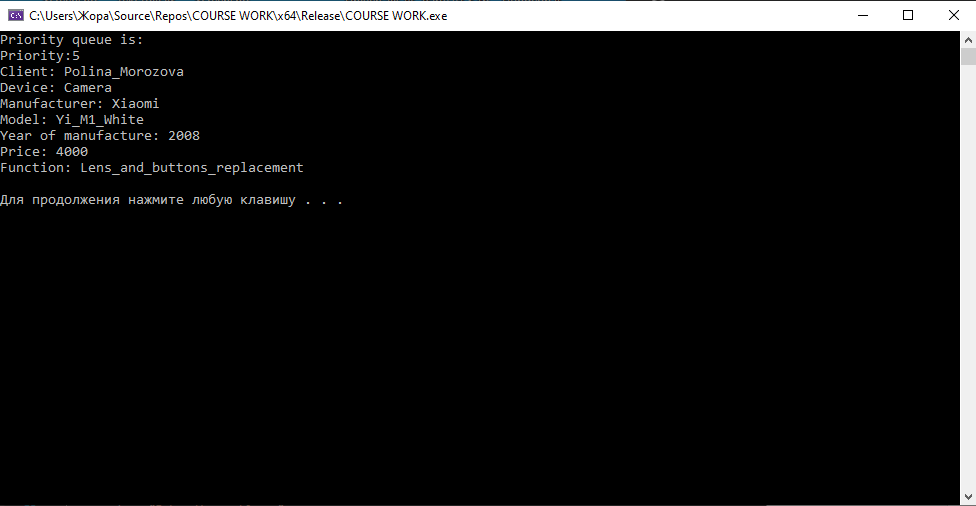 C:\Users\Жора\Source\Repos\COURSE WORK\x64\Release\COURSE WORK.exe
Priority queue is:
Priority:5
Client: Polina_Morozova
Device: Camera
Manufacturer: Xiaomi
Model: Yi_M1_White
Year of manufacture: 2008
Price: 4000
Function: Lens_and_buttons_replacement
Для продолжения нажмите любую клавишу . . .